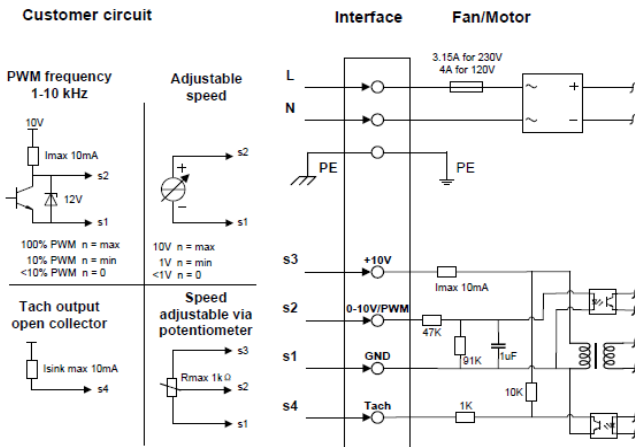 Customer circuit
Interface
Fan/Motor
PWM frequency
1-10 kHz
10V
Imax 10mA
s2
12V
s1
100% PWM n = max
10% PWM n = min
<10% PWM n = 0
Adjustable
speed
s2
+
−
s1
10V n = max
1V n = min
<1V n = 0
Tach output
open collector
Isink max 10mA
s4
Speed
adjustable via
potentiometer
s3
Rmax 1kΩ
s2
s1
L
3.15A for 230V
4A for 120V
~ +
N
~ −
PE
PE
s3
+10V
Imax 10mA
s2
0-10V/PWM
47K
91K
1uF
s1
GND
10K
s4
Tach
1K